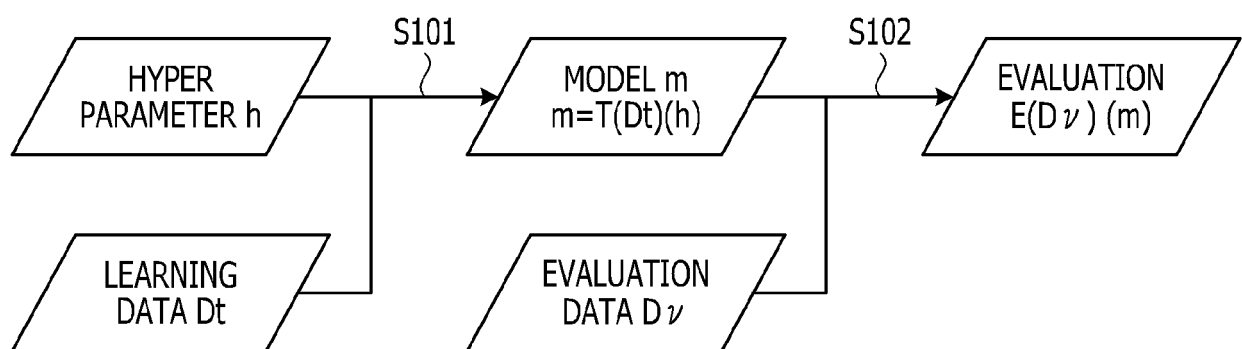 S101
S102
HYPER
PARAMETER h
MODEL m
m=T(Dt)(h)
EVALUATION
E(Dν) (m)
LEARNING
DATA Dt
EVALUATION
DATA Dν